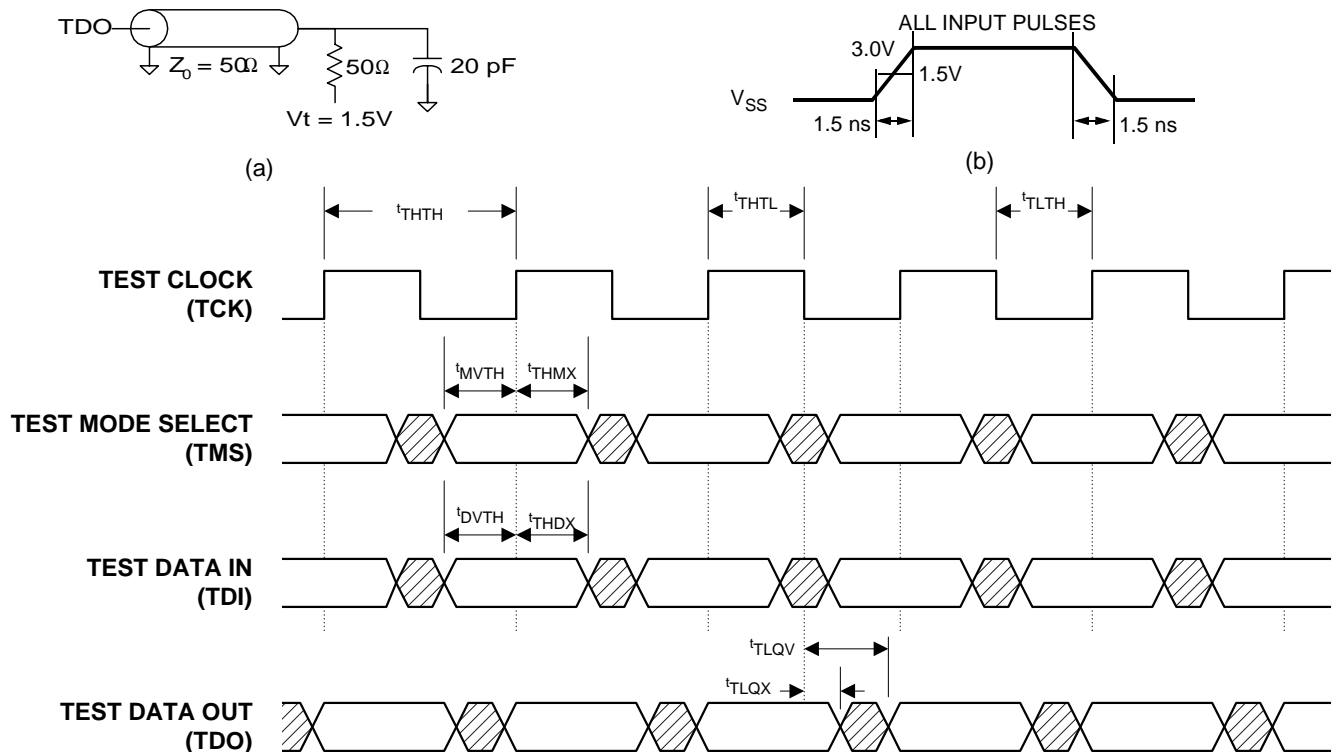 TDO
Z0 = 50Ω
50Ω
20 pF
Vt = 1.5V
(a)
ALL INPUT PULSES
3.0V
1.5V
VSS
1.5 ns
1.5 ns
(b)
tTHTH
tTHTL
tTLTH
TEST CLOCK
(TCK)
tMVTH
tTHMX
TEST MODE SELECT
(TMS)
tDVTH
tTHDX
TEST DATA IN
(TDI)
tTLQV
tTLQX
TEST DATA OUT
(TDO)